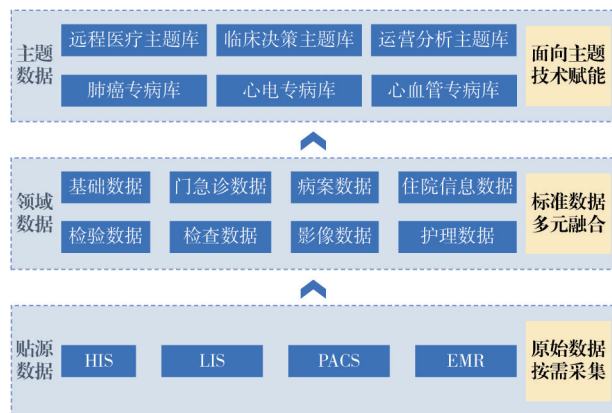 主题
数据
远程医疗主题库
临床决策主题库
运营分析主题库
肺癌专病库
心电专病库
心血管专病库
面向主题
技术赋能
领域
数据
基础数据
门急诊数据
病案数据
住院信息数据
检验数据
检查数据
影像数据
护理数据
标准数据
多元融合
贴源
数据
HIS
LIS
PACS
EMR
原始数据
按需采集